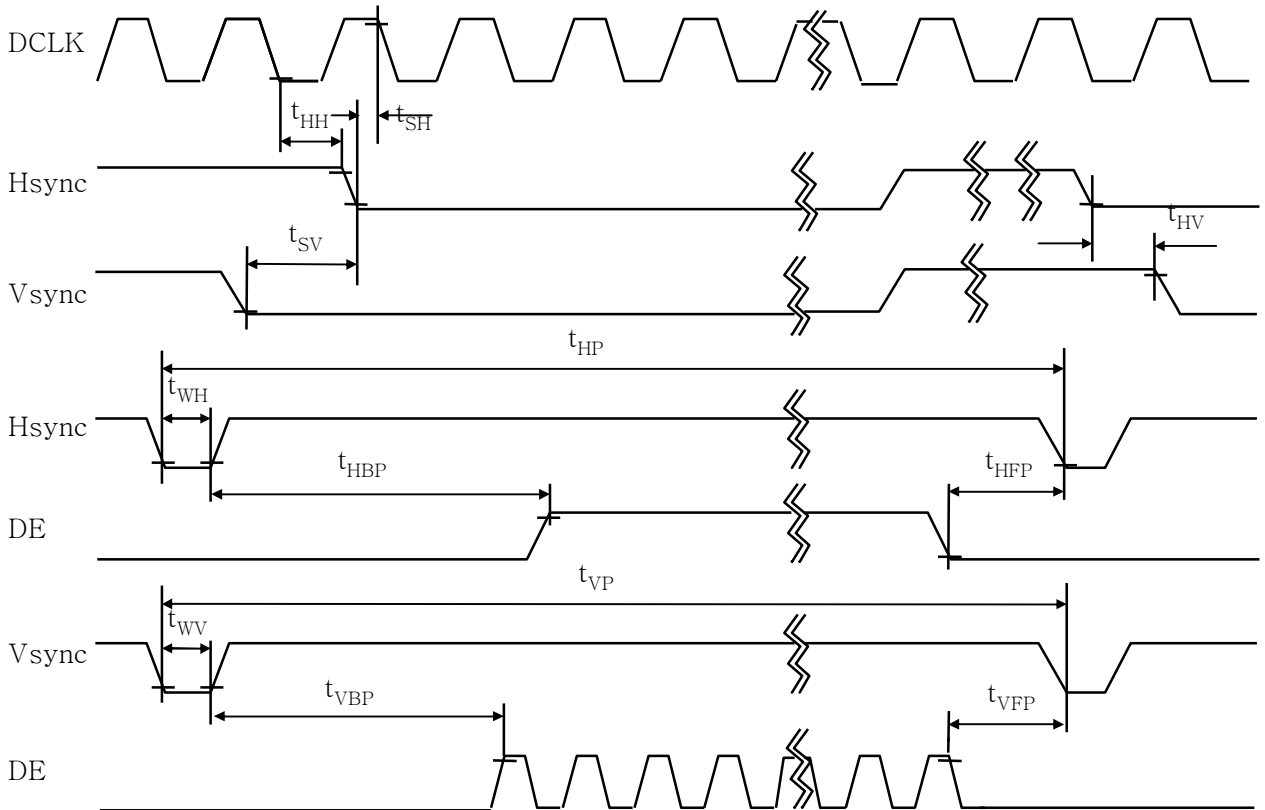 DCLK
tHH
tSH
Hsync
tHV
tSV
Vsync
tHP
tWH
Hsync
tHBP
tHFP
DE
tVP
tWV
Vsync
tVBP
tVFP
DE